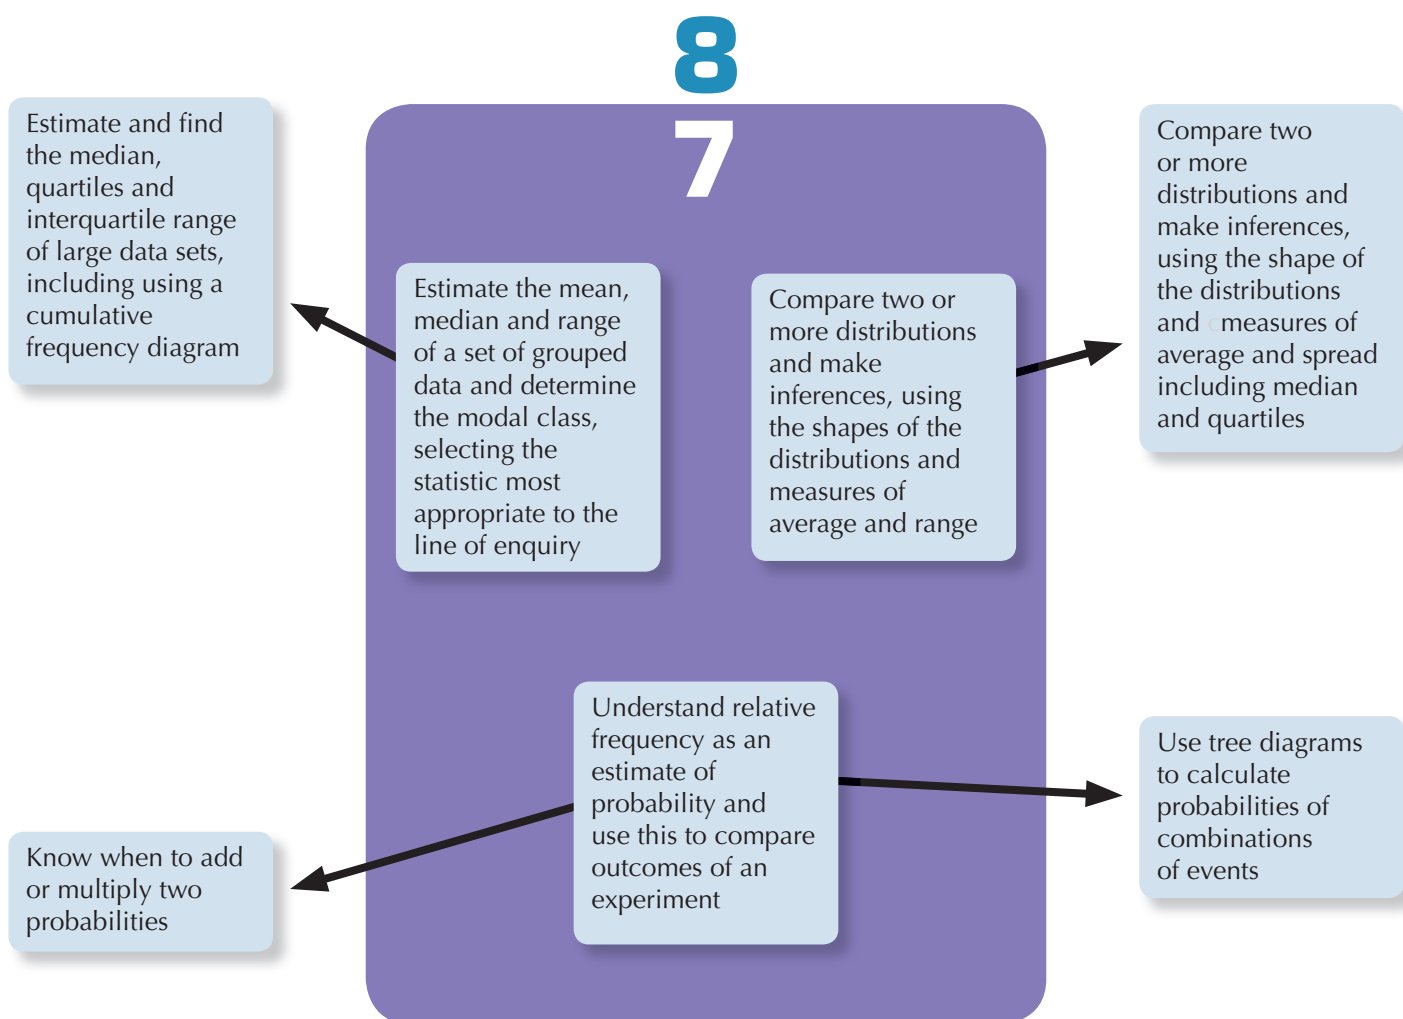 8
7
Estimate and find
the median,
quartiles and
interquartile range
of large data sets,
including using a
cumulative
frequency diagram
Estimate the mean,
median and range
of a set of grouped
data and determine
the modal class,
selecting the
statistic most
appropriate to the
line of enquiry
Compare two or
more distributions
and make
inferences, using
the shapes of the
distributions and
measures of
average and range
Compare two
or more
distributions and
make inferences,
using the shape of
the distributions
and cmeasures of
average and spread
including median
and quartiles
Know when to add
or multiply two
probabilities
Understand relative
frequency as an
estimate of
probability and
use this to compare
outcomes of an
experiment
Use tree diagrams
to calculate
probabilities of
combinations
of events